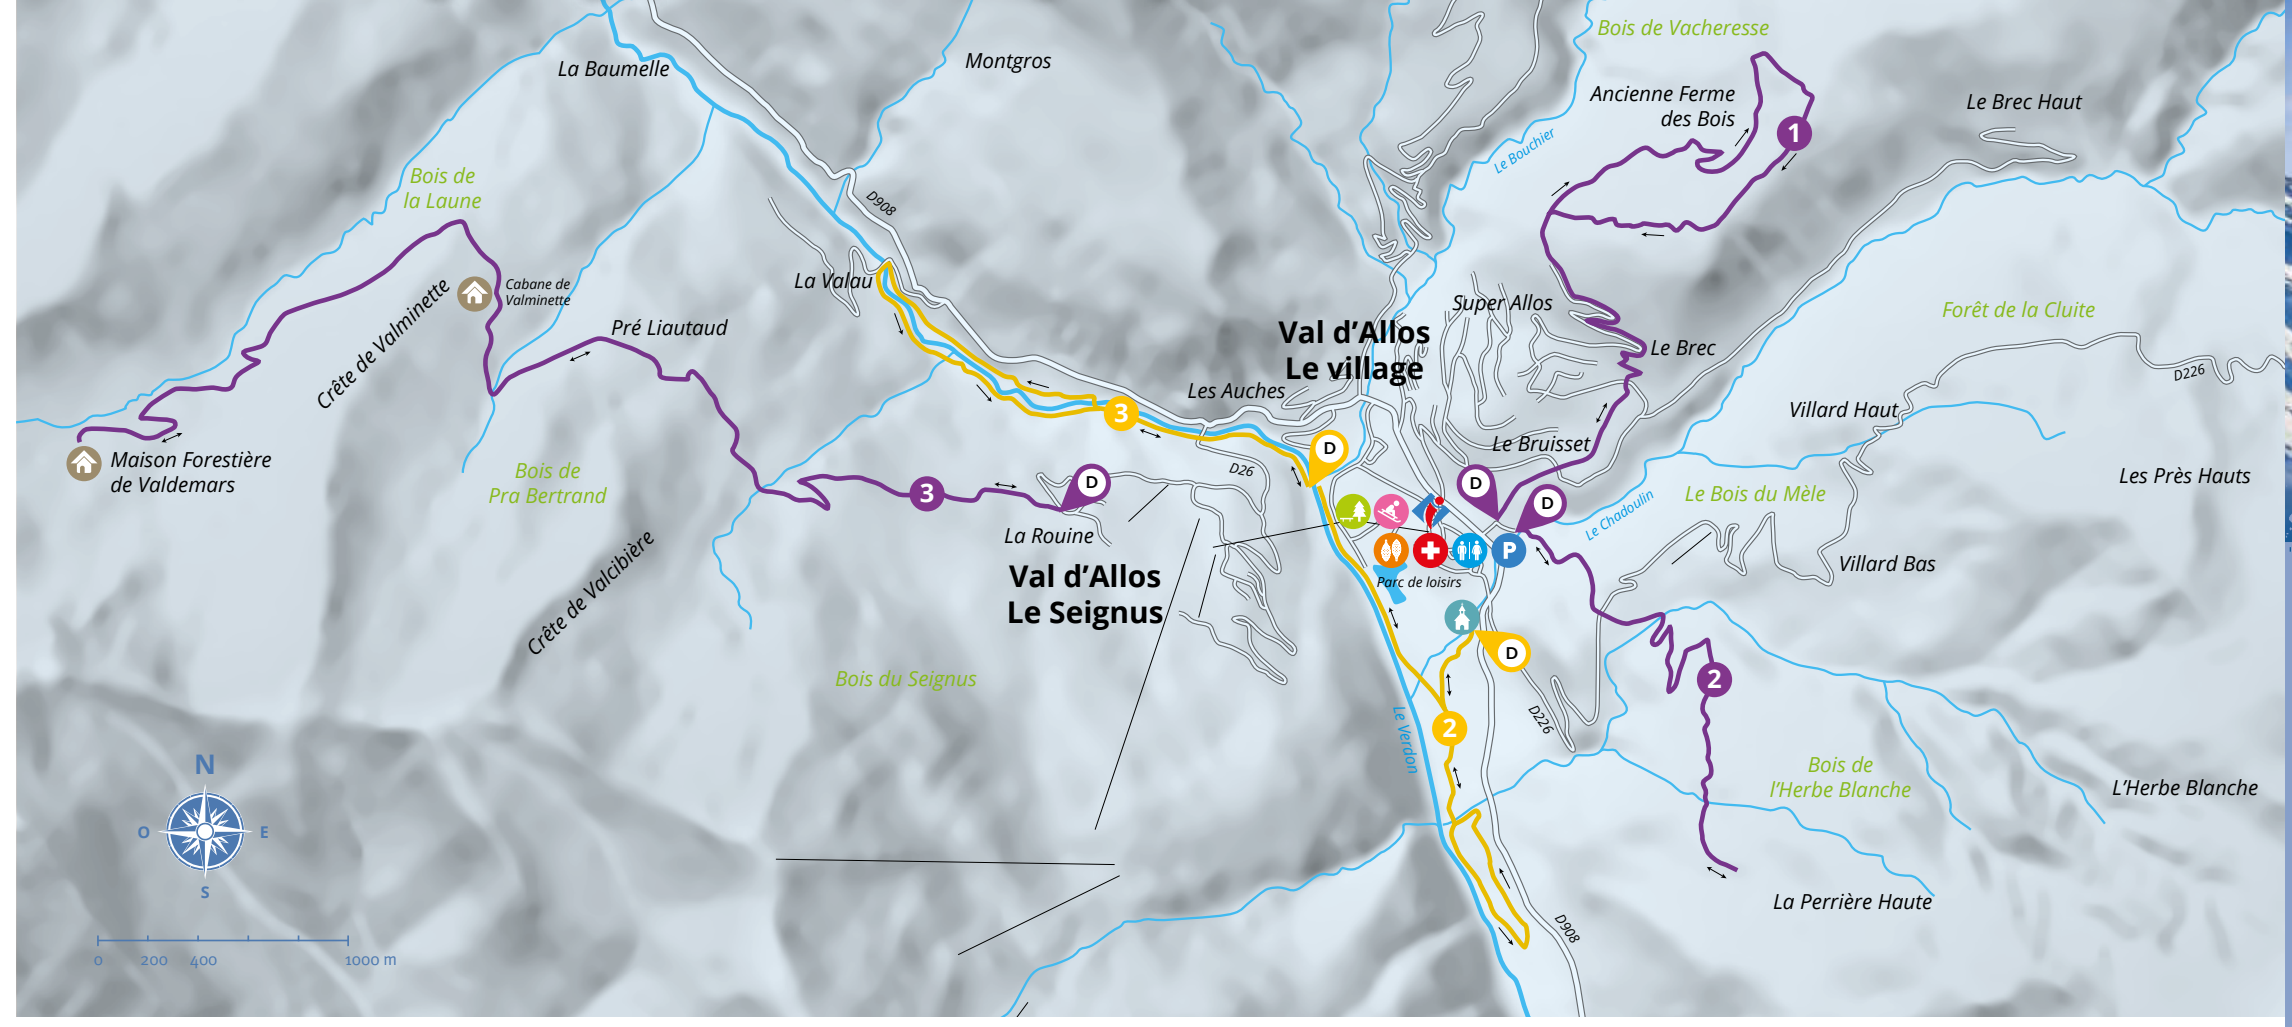 Bois de Vacheresse
La Baumelle
Montgros
Ancienne Ferme
des Bois
Le Brec Haut
1
Le Bouchier
Bois de
la Laune
D908
La Valau
Cabane de
Valminette
Crête de Valminette
Pré Liautaud
Super Allos
Forêt de la Cluite
Val d'Allos
Le village
Le Brec
D226
Les Auches
3
Villard Haut
Le Bruisset
D
Maison Forestière
de Valdemars
Bois de
Pra Bertrand
D26
Les Près Hauts
3
D
D
D
Le Bois du Mèle
Le Chadoulin
La Rouine
P
Parc de loisirs
Villard Bas
Val d'Allos
Le Seignus
Crête de Valcibière
D
Bois du Seignus
2
2
D226
Le Verdon
Bois de
l'Herbe Blanche
L'Herbe Blanche
La Perrière Haute
D908
N
O
E
S
0
200
400
1000 m